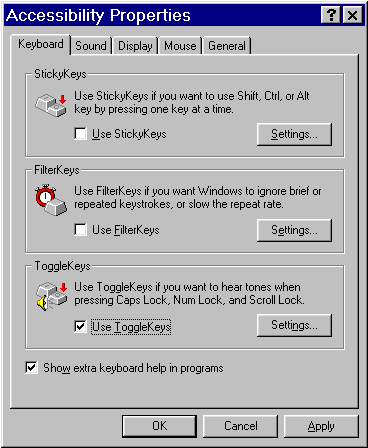 Accessibility Properties
Keyboard Sound Display Mouse General
StickyKeys
Use StickyKeys if you want to use Shift, Ctrl, or Alt
key by pressing one key at a time.
Use StickyKeys Settings...
FilterKeys
Use FilterKeys if you want Windows to ignore brief or
repeated keystrokes, or slow the repeat rate.
Use FilterKeys Settings...
ToggleKeys
Use ToggleKeys if you want to hear tones when
pressing Caps Lock, Num Lock, and Scroll Lock.
Use ToggleKeys Settings...
Show extra keyboard help in programs
OK Cancel Apply